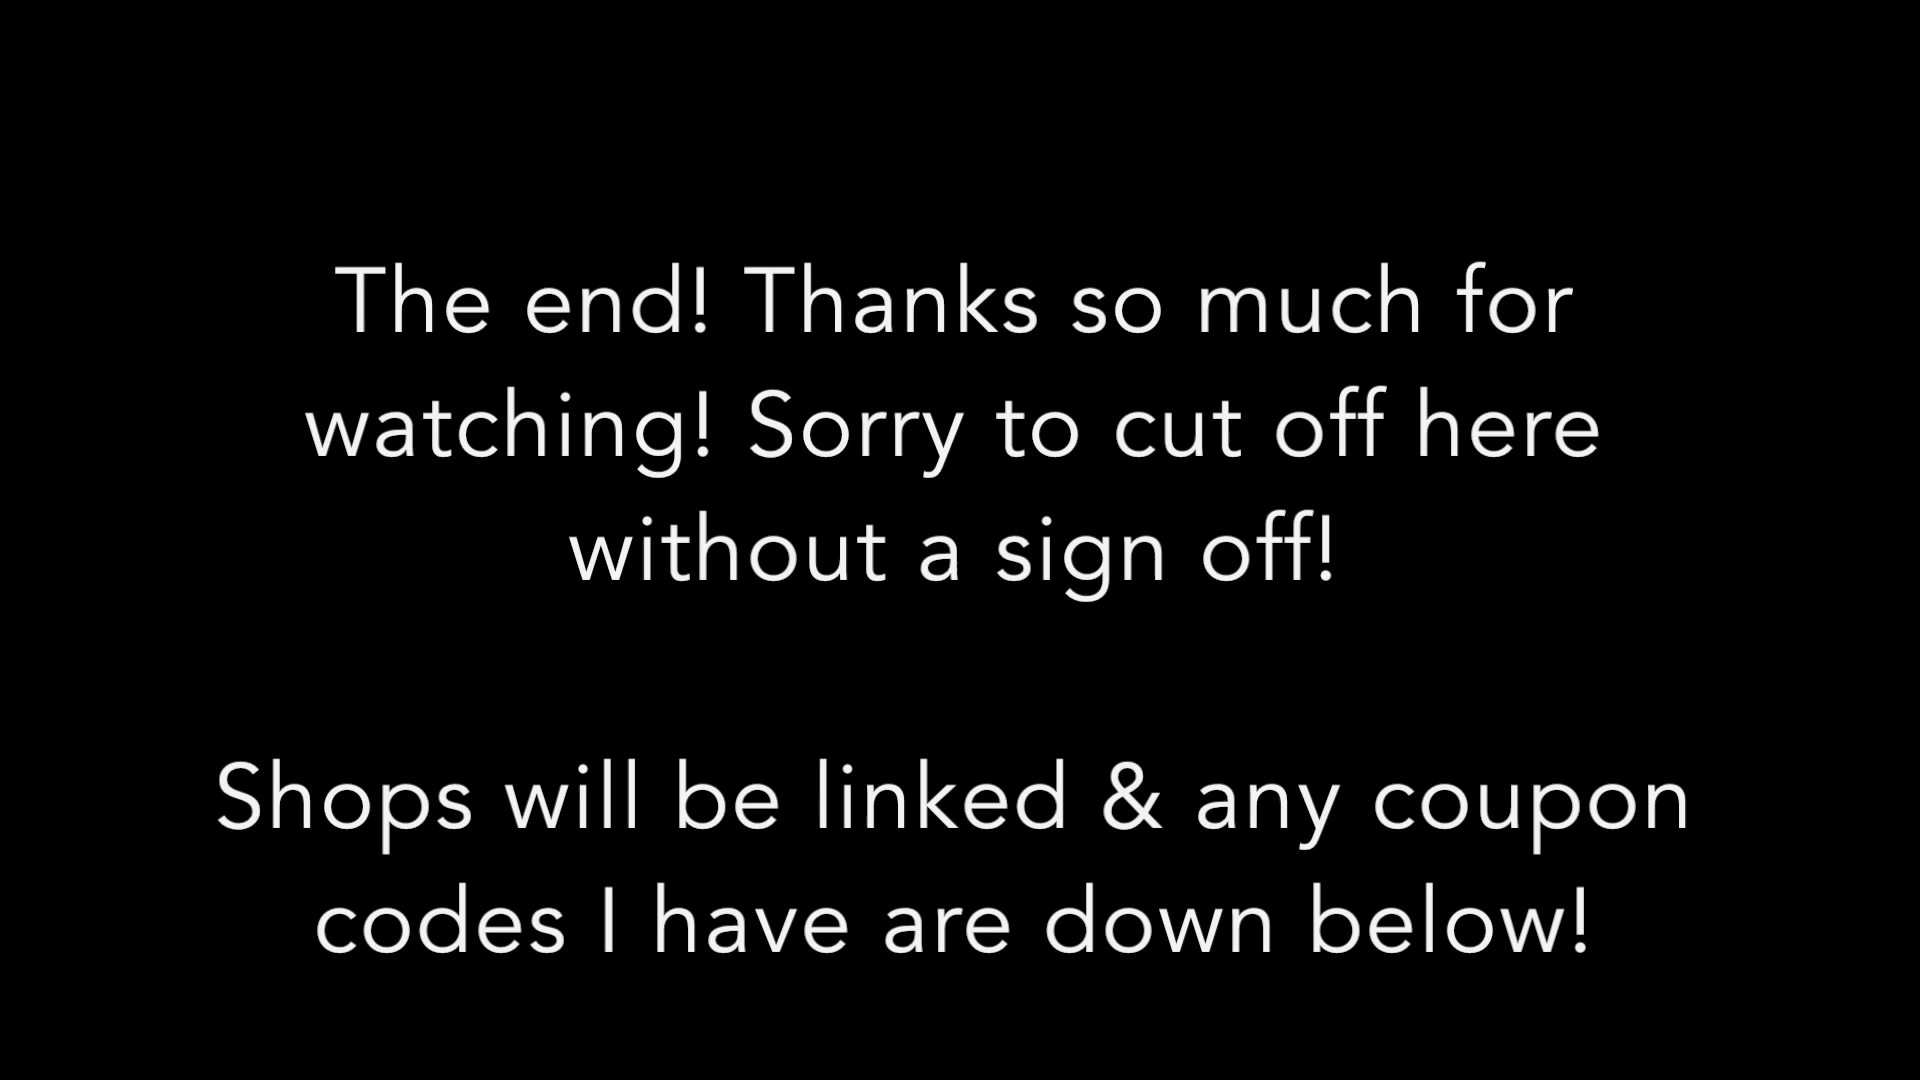 The end! Thanks so much for
watching! Sorry to cut off here
without a sign off!
Shops will be linked & any coupon
codes I have are down below!